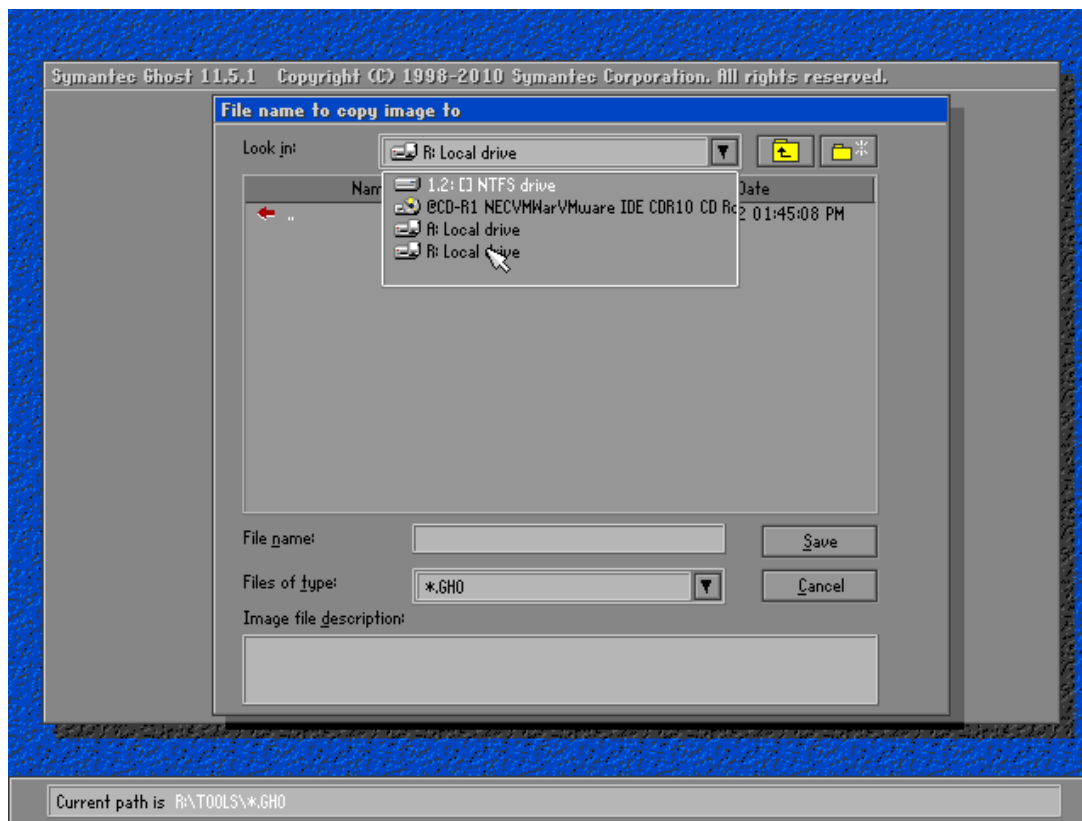 Symantec Ghost 11.5.1 Copyright (C) 1998-2010 Symantec Corporation. All rights reserved.
File name to copy image to
Look in: R: Local drive
Nam Date
1.2: [] NTFS drive
.. @CD-R1 NECVMWarVMware IDE CDR10 CD Ro 2 01:45:08 PM
A: Local drive
R: Local drive
File name:
Save
Files of type: *.GHO
Cancel
Image file description:
Current path is R:\TOOLS\*.GHO